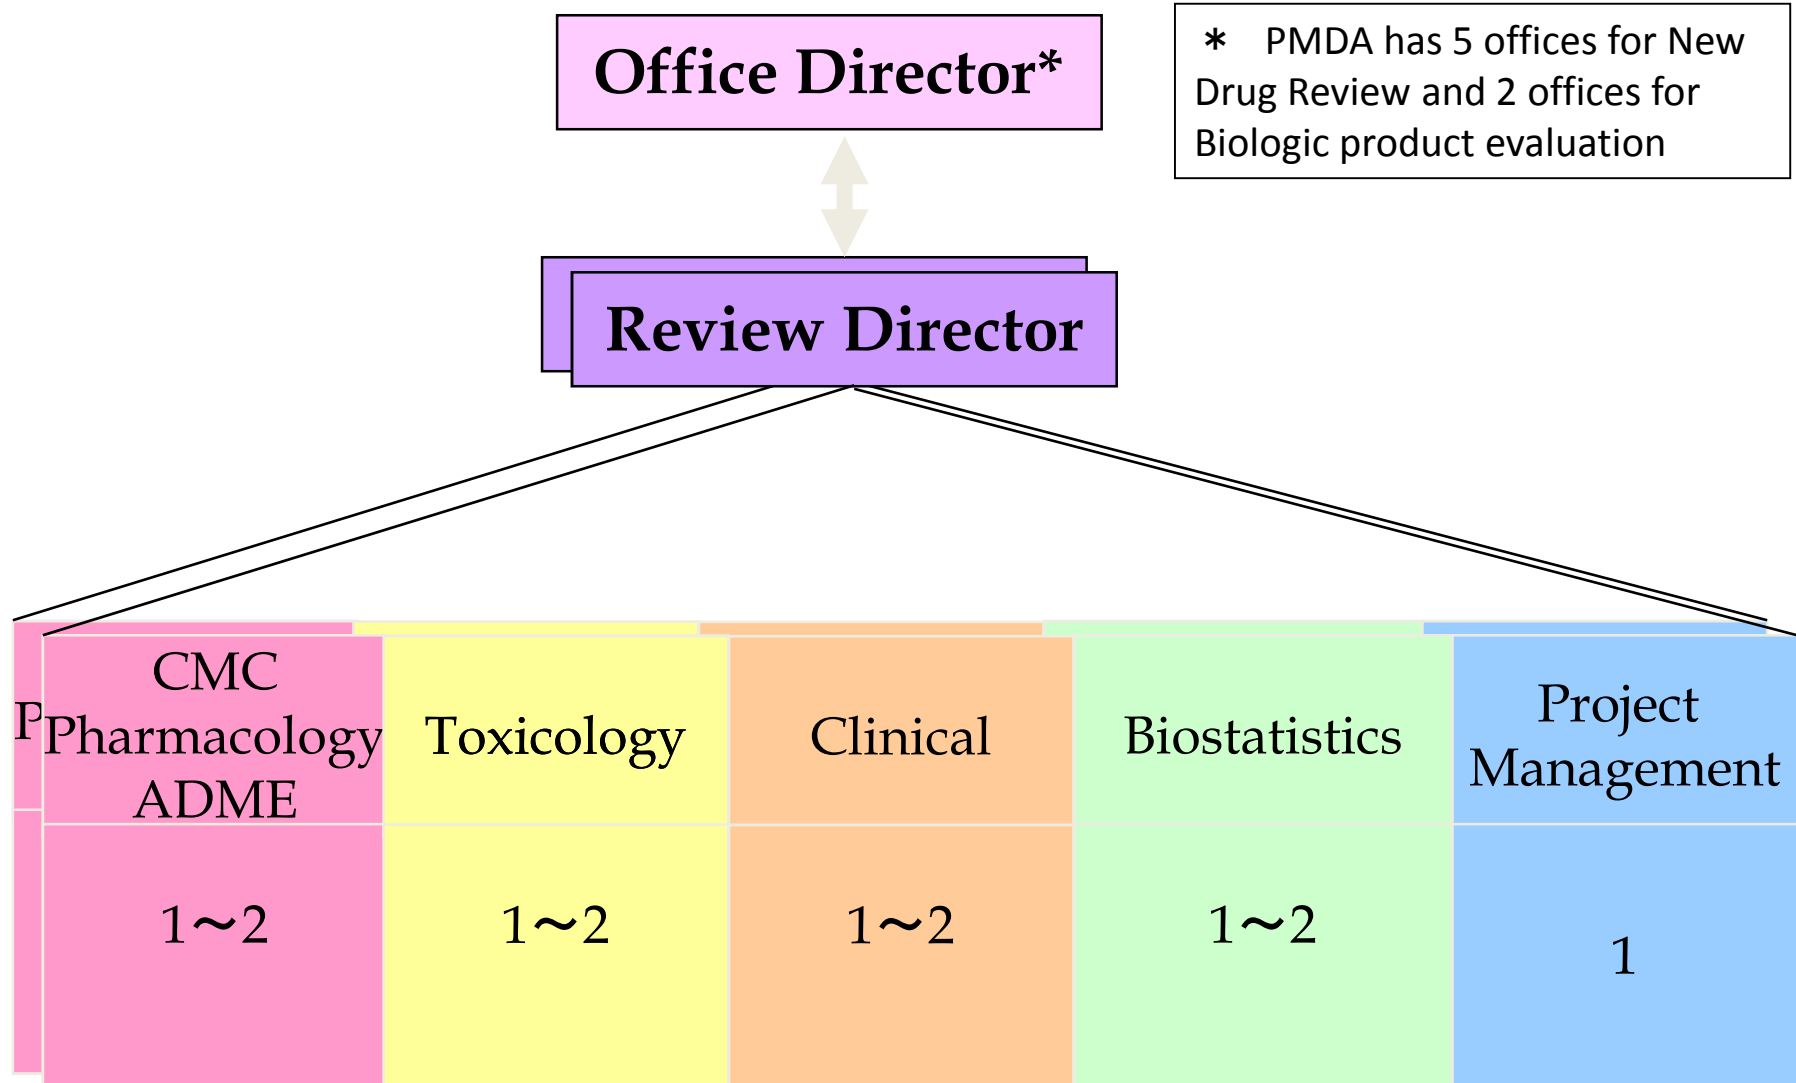 Office Director*
* PMDA has 5 offices for New
Drug Review and 2 offices for
Biologic product evaluation
Review Director
P
CMC
Pharmacology
ADME
Toxicology
Clinical
Biostatistics
Project
Management
1〜2
1〜2
1〜2
1〜2
1